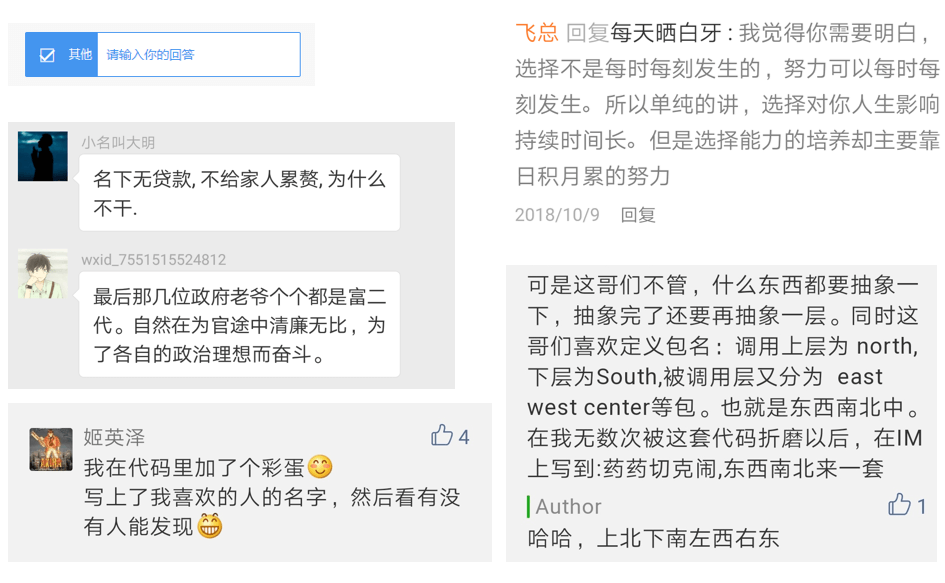 其他 请输入你的回答
小名叫大明
名下无贷款, 不给家人累赘, 为什么
不干.
wxid_7551515524812
最后那几位政府老爷个个都是富二
代。自然在为官途中清廉无比，为
了各自的政治理想而奋斗。
姬英泽
4
我在代码里加了个彩蛋😊
写上了我喜欢的人的名字，然后看有没
有人能发现😁
飞总 回复每天晒白牙 : 我觉得你需要明白，
选择不是每时每刻发生的，努力可以每时每
刻发生。所以单纯的讲，选择对你人生影响
持续时间长。但是选择能力的培养却主要靠
日积月累的努力
2018/10/9 回复
可是这哥们不管，什么东西都要抽象一
下，抽象完了还要再抽象一层。同时这
哥们喜欢定义包名：调用上层为 north,
下层为South,被调用层又分为 east
west center等包。也就是东西南北中。
在我无数次被这套代码折磨以后，在IM
上写到:药药切克闹,东西南北来一套
Author
1
哈哈，上北下南左西右东